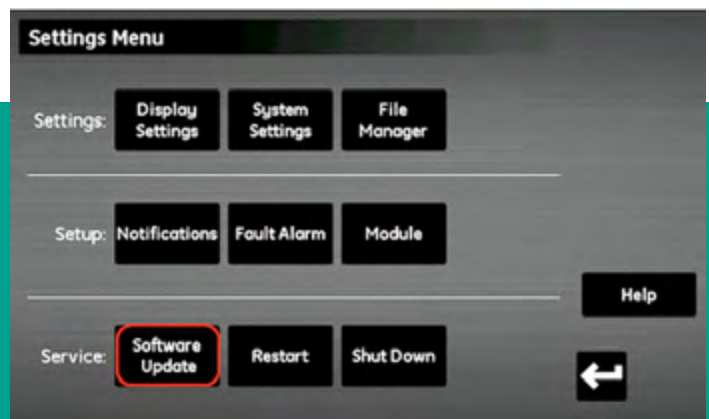 Settings Menu
Settings:
Display
Settings
System
Settings
File
Manager
Setup:
Notifications
Fault Alarm
Module
Help
Service:
Software
Update
Restart
Shut Down